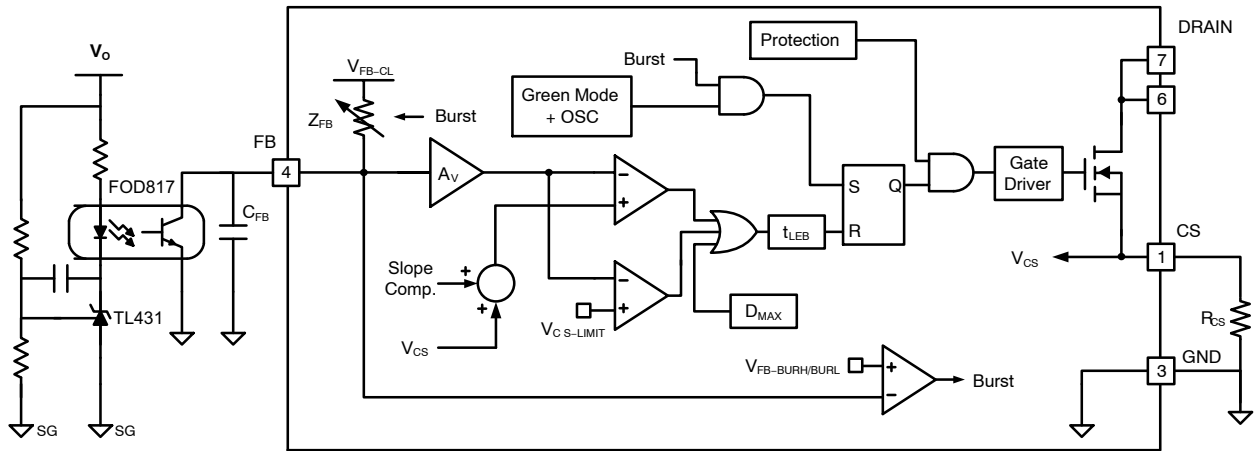 DRAIN
Protection
7
V_O
Burst
V_FB-CL
6
Green Mode
+ OSC
Z_FB
Burst
FB
4
A_V
Gate
Driver
S
Q
FOD817
C_FB
R
t_LEB
CS
1
V_CS
Slope
Comp.
TL431
D_MAX
V_C S-LIMIT
R_CS
V_CS
GND
V_FB-BURH/BURL
3
Burst
SG
SG